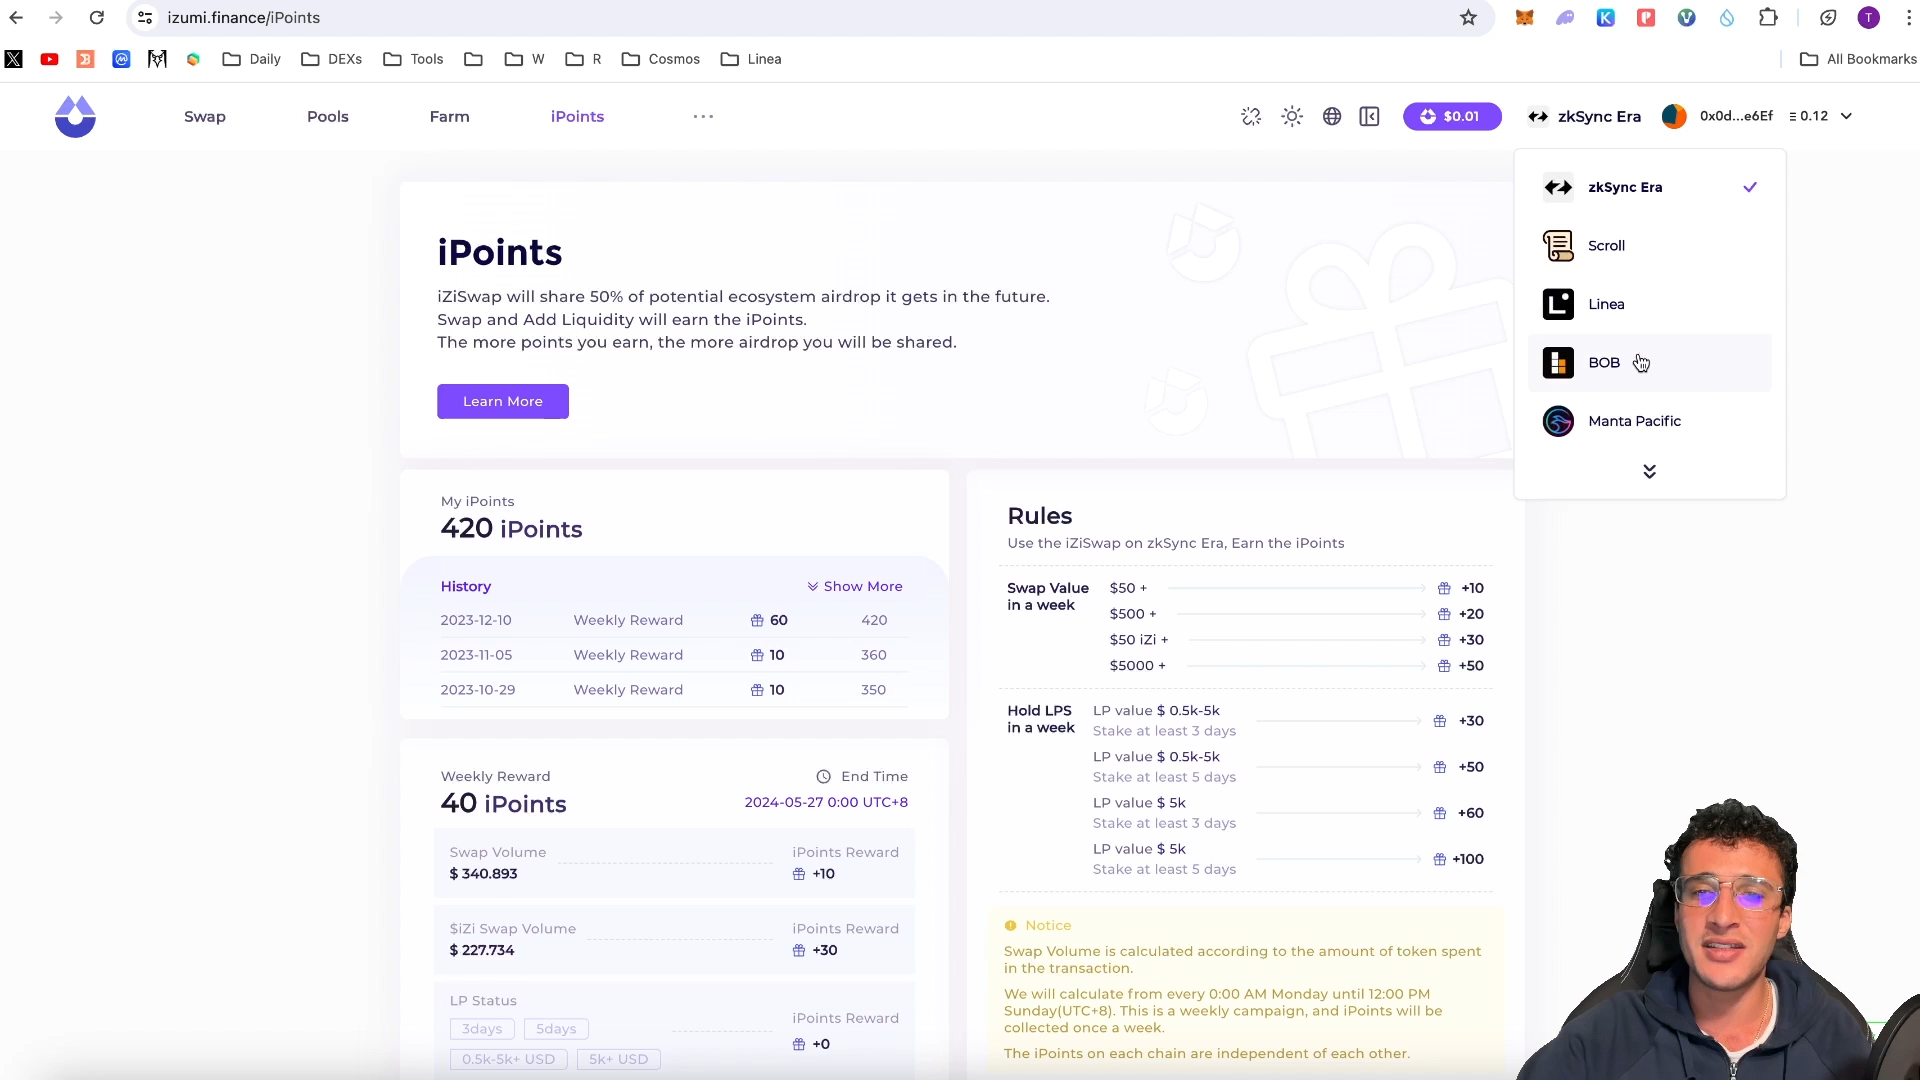 izumi.finance/iPoints
T
Daily
DEXs
Tools
W
R
Cosmos
Linea
All Bookmarks
Swap
Pools
Farm
iPoints
$0.01
zkSync Era
0x0d...e6Ef
0.12
zkSync Era
Scroll
Linea
BOB
Manta Pacific
iPoints
iZiSwap will share 50% of potential ecosystem airdrop it gets in the future.
Swap and Add Liquidity will earn the iPoints.
The more points you earn, the more airdrop you will be shared.
Learn More
My iPoints
420 iPoints
History
Show More
2023-12-10 Weekly Reward 60 420
2023-11-05 Weekly Reward 10 360
2023-10-29 Weekly Reward 10 350
Weekly Reward
End Time
40 iPoints
2024-05-27 0:00 UTC+8
Swap Volume
iPoints Reward
$ 340.893
+10
$iZi Swap Volume
iPoints Reward
$ 227.734
+30
LP Status
iPoints Reward
3days
5days
+0
0.5k-5k+ USD
5k+ USD
Rules
Use the iZiSwap on zkSync Era, Earn the iPoints
Swap Value
in a week
$50 + +10
$500 + +20
$50 iZi + +30
$5000 + +50
Hold LPS
in a week
LP value $ 0.5k-5k
Stake at least 3 days
+30
LP value $ 0.5k-5k
Stake at least 5 days
+50
LP value $ 5k
Stake at least 3 days
+60
LP value $ 5k
Stake at least 5 days
+100
Notice
Swap Volume is calculated according to the amount of token spent
in the transaction.
We will calculate from every 0:00 AM Monday until 12:00 PM
Sunday(UTC+8). This is a weekly campaign, and iPoints will be
collected once a week.
The iPoints on each chain are independent of each other.